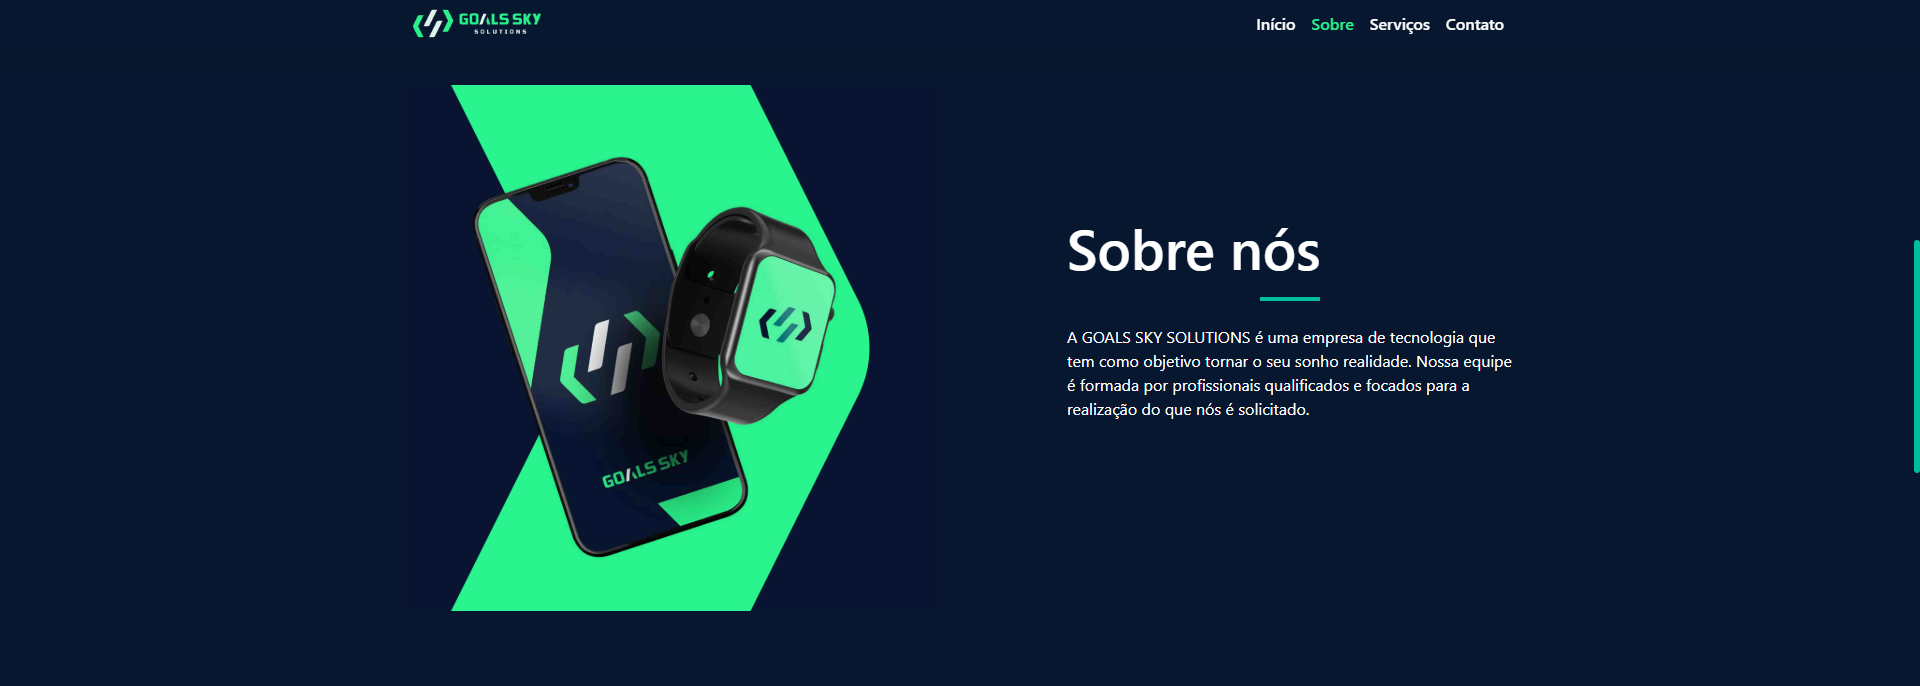 GOALS SKY
SOLUTIONS
Início Sobre Serviços Contato
GOALS SKY
Sobre nós
A GOALS SKY SOLUTIONS é uma empresa de tecnologia que
tem como objetivo tornar o seu sonho realidade. Nossa equipe
é formada por profissionais qualificados e focados para a
realização do que nós é solicitado.